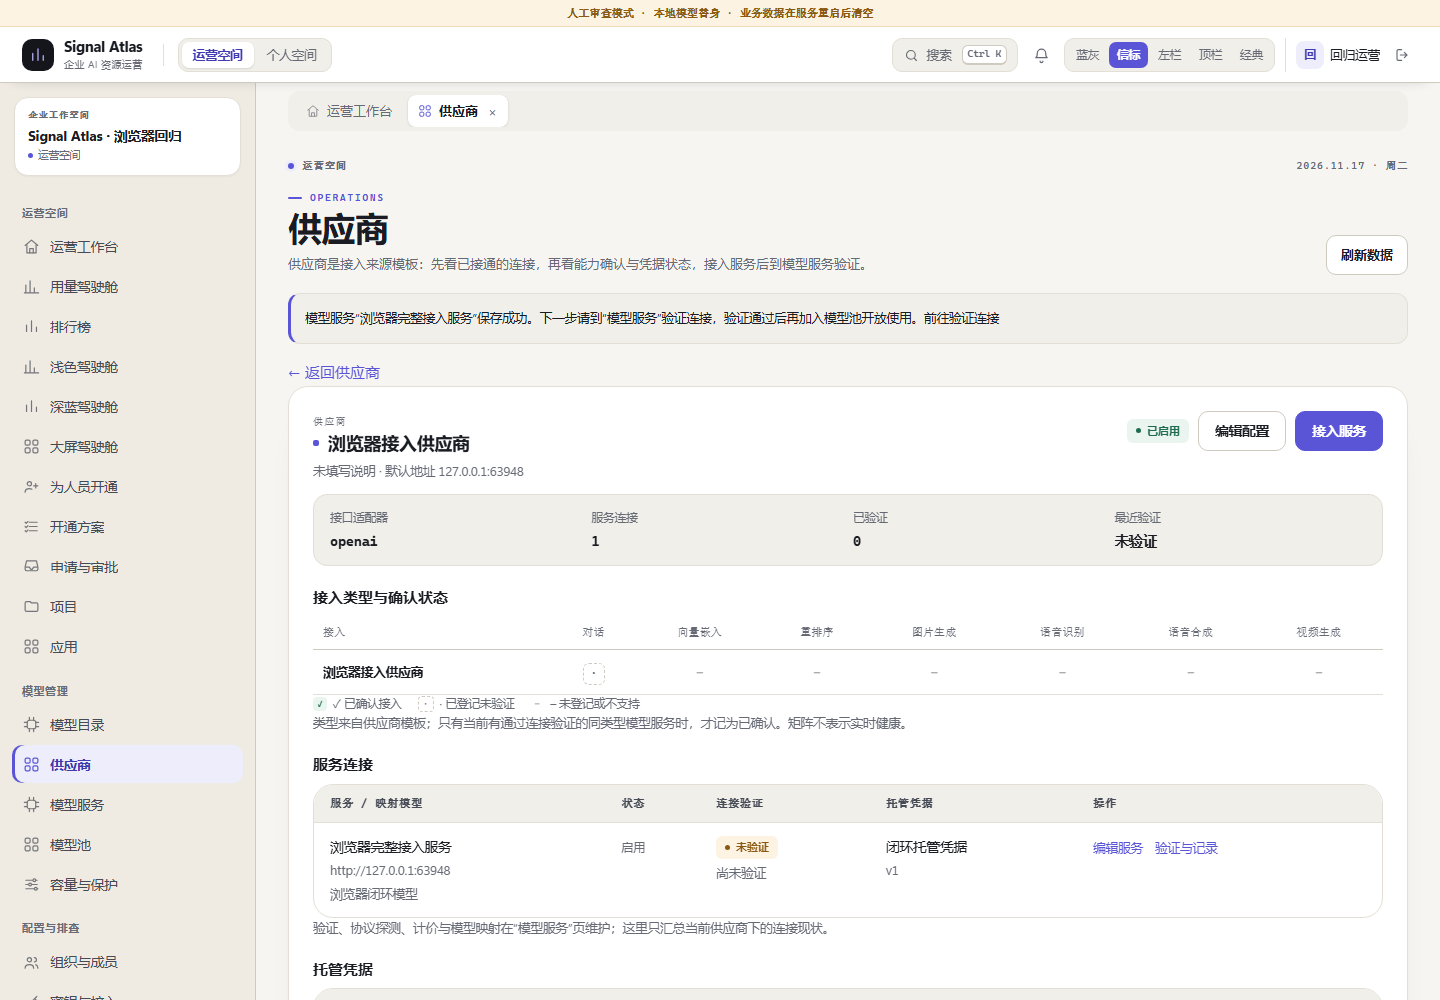 人工审查模式 · 本地模型替身 · 业务数据在服务重启后清空
Signal Atlas
企业 AI 资源运营
运营空间 个人空间
搜索 Ctrl K
蓝灰 信标 左栏 顶栏 经典
回 回归运营
企业工作空间
Signal Atlas · 浏览器回归
运营空间
运营空间
运营工作台
用量驾驶舱
排行榜
浅色驾驶舱
深蓝驾驶舱
大屏驾驶舱
为人员开通
开通方案
申请与审批
项目
应用
模型管理
模型目录
供应商
模型服务
模型池
容量与保护
配置与排查
组织与成员
运营工作台 供应商 ×
运营空间
2026.11.17 · 周二
OPERATIONS
供应商
供应商是接入来源模板：先看已接通的连接，再看能力确认与凭据状态，接入服务后到模型服务验证。
刷新数据
模型服务“浏览器完整接入服务”保存成功。下一步请到“模型服务”验证连接，验证通过后再加入模型池开放使用。前往验证连接
← 返回供应商
供应商
浏览器接入供应商
未填写说明 · 默认地址 127.0.0.1:63948
已启用 编辑配置 接入服务
接口适配器 服务连接 已验证 最近验证
openai 1 0 未验证
接入类型与确认状态
接入 对话 向量嵌入 重排序 图片生成 语音识别 语音合成 视频生成
浏览器接入供应商 · — — — — — —
✓ ✓ 已确认接入 · · 已登记未验证 – – 未登记或不支持
类型来自供应商模板；只有当前有通过连接验证的同类型模型服务时，才记为已确认。矩阵不表示实时健康。
服务连接
服务 / 映射模型 状态 连接验证 托管凭据 操作
浏览器完整接入服务 启用 未验证 闭环托管凭据 编辑服务 验证与记录
http://127.0.0.1:63948 尚未验证 v1
浏览器闭环模型
验证、协议探测、计价与模型映射在“模型服务”页维护；这里只汇总当前供应商下的连接现状。
托管凭据